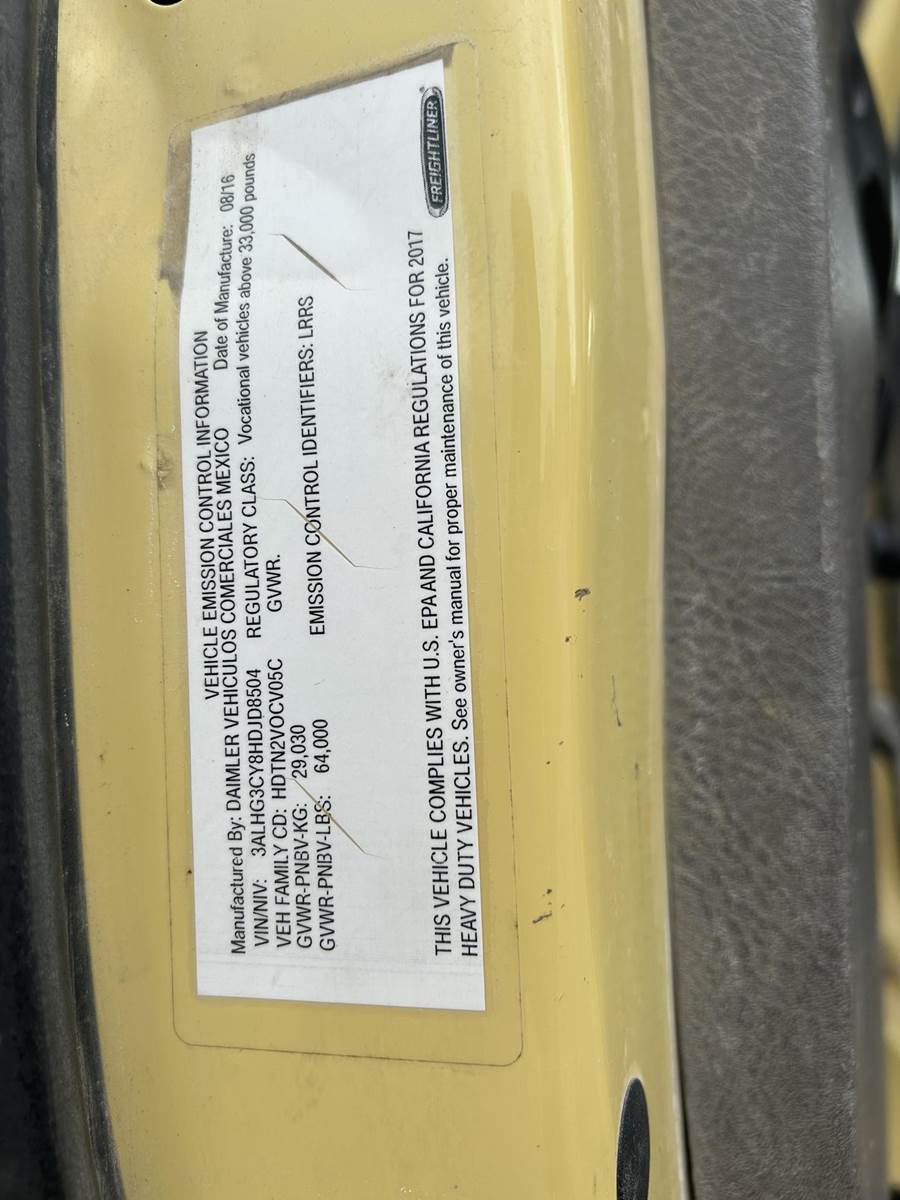 VEHICLE EMISSION CONTROL INFORMATION
Manufactured By: DAIMLER VEHICULOS COMERCIALES MEXICO Date of Manufacture: 08/16
VIN/NIV: 3ALHG3CY8HDJD8504 REGULATORY CLASS: Vocational vehicles above 33,000 pounds
VEH FAMILY CD: HDTN2VOCV05C GVWR.
GVWR-PNBV-KG: 29,030
GVWR-PNBV-LBS: 64,000 EMISSION CONTROL IDENTIFIERS: LRRS
THIS VEHICLE COMPLIES WITH U.S. EPA AND CALIFORNIA REGULATIONS FOR 2017
HEAVY DUTY VEHICLES. See owner's manual for proper maintenance of this vehicle.
FREIGHTLINER